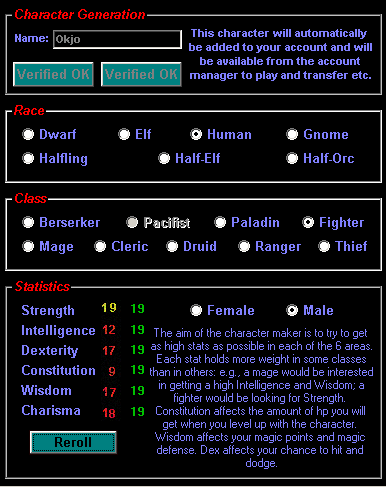 Character Generation
Name: Okjo
This character will automatically
be added to your account and will
be available from the account
manager to play and transfer etc.
Verified OK Verified OK
Race
Dwarf Elf Human Gnome
Halfling Half-Elf Half-Orc
Class
Berserker Pacifist Paladin Fighter
Mage Cleric Druid Ranger Thief
Statistics
Strength 19 19
Intelligence 12 19
Dexterity 17 19
Constitution 9 19
Wisdom 17 19
Charisma 18 19
Reroll
Female Male
The aim of the character maker is to try to get
as high stats as possible in each of the 6 areas.
Each stat holds more weight in some classes
than in others: e.g., a mage would be interested
in getting a high Intelligence and Wisdom; a
fighter would be looking for Strength.
Constitution affects the amount of hp you will
get when you level up with the character.
Wisdom affects your magic points and magic
defense. Dex affects your chance to hit and
dodge.